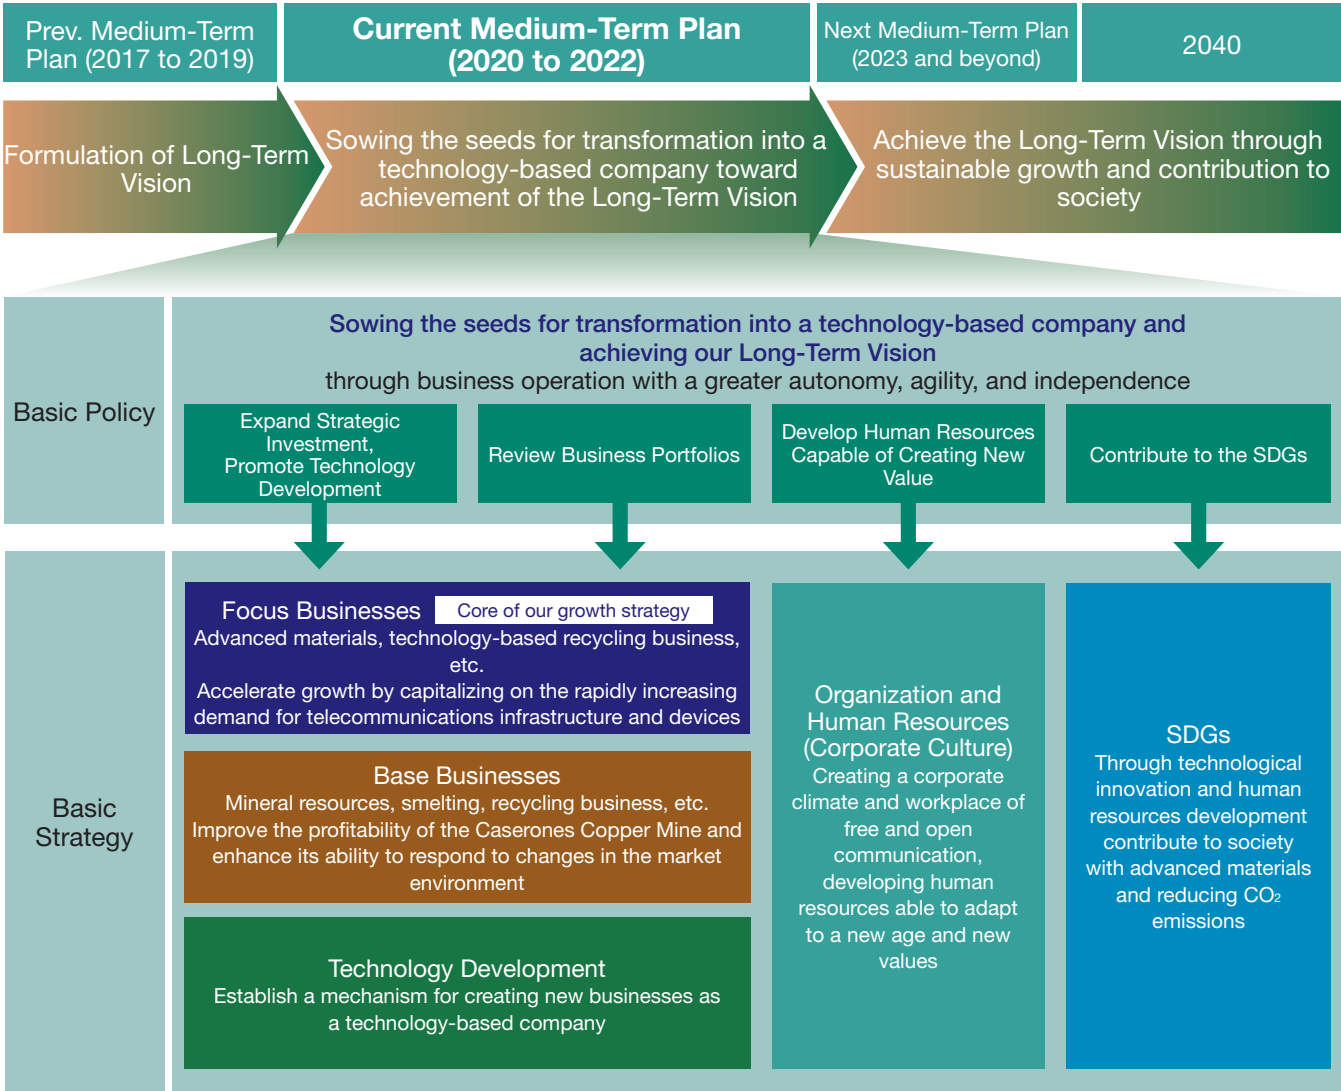 Prev. Medium-Term
Plan (2017 to 2019)
Current Medium-Term Plan
(2020 to 2022)
Next Medium-Term Plan
(2023 and beyond)
2040
Formulation of Long-Term
Vision
Sowing the seeds for transformation into a
technology-based company toward
achievement of the Long-Term Vision
Achieve the Long-Term Vision through
sustainable growth and contribution to
society
Basic Policy
Sowing the seeds for transformation into a technology-based company and
achieving our Long-Term Vision
through business operation with a greater autonomy, agility, and independence
Expand Strategic
Investment,
Promote Technology
Development
Review Business Portfolios
Develop Human Resources
Capable of Creating New
Value
Contribute to the SDGs
Basic
Strategy
Focus Businesses
Core of our growth strategy
Advanced materials, technology-based recycling business,
etc.
Accelerate growth by capitalizing on the rapidly increasing
demand for telecommunications infrastructure and devices
Base Businesses
Mineral resources, smelting, recycling business, etc.
Improve the profitability of the Caserones Copper Mine and
enhance its ability to respond to changes in the market
environment
Technology Development
Establish a mechanism for creating new businesses as
a technology-based company
Organization and
Human Resources
(Corporate Culture)
Creating a corporate
climate and workplace of
free and open
communication,
developing human
resources able to adapt
to a new age and new
values
SDGs
Through technological
innovation and human
resources development
contribute to society
with advanced materials
and reducing CO₂
emissions